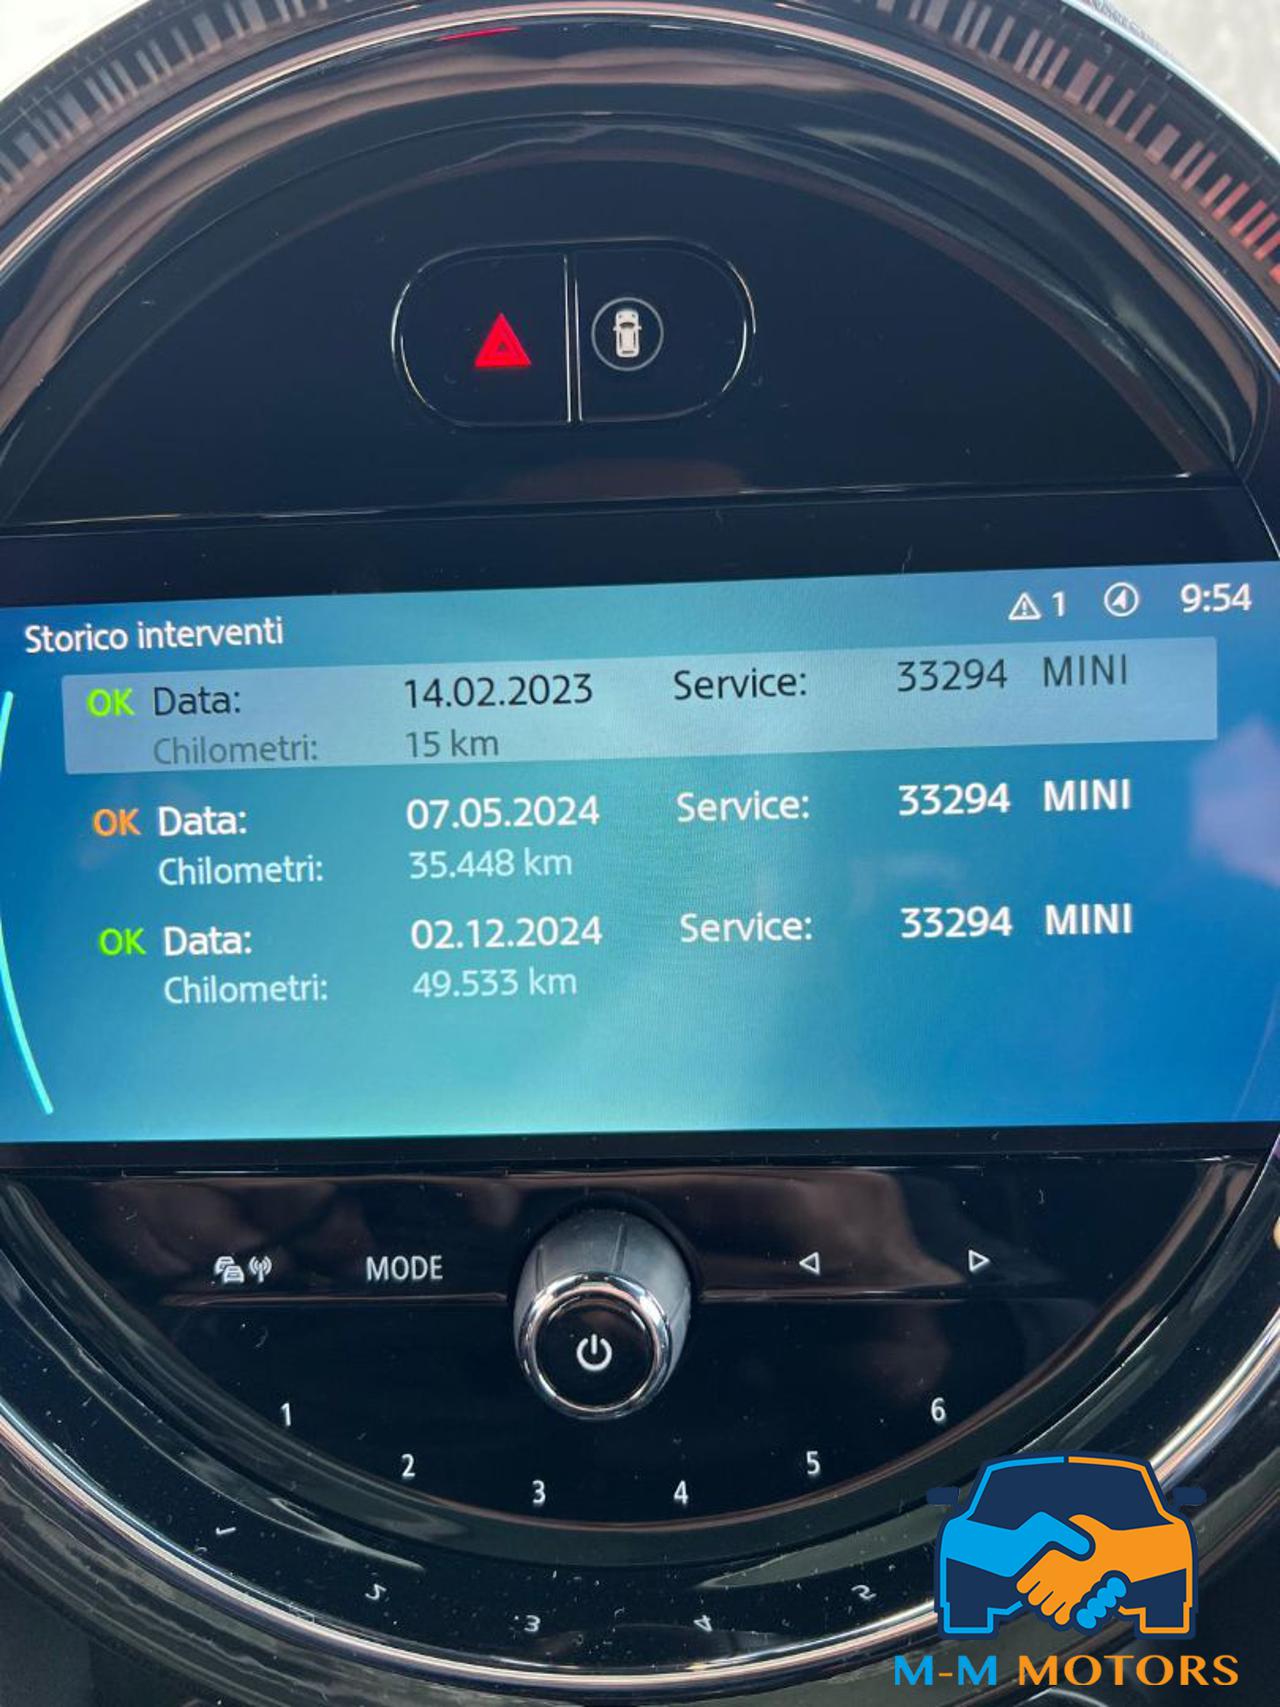 Storico interventi 1 9:54
OK Data: 14.02.2023 Service: 33294 MINI
Chilometri: 15 km
OK Data: 07.05.2024 Service: 33294 MINI
Chilometri: 35.448 km
OK Data: 02.12.2024 Service: 33294 MINI
Chilometri: 49.533 km
MODE
1 2 3 4 5 6
M-M MOTORS